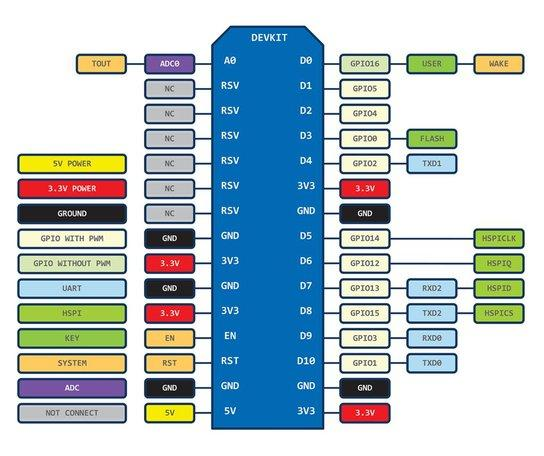 DEVKIT
TOUT ADC0 A0 D0 GPIO16 USER WAKE
NC RSV D1 GPIO5
NC RSV D2 GPIO4
NC RSV D3 GPIO0 FLASH
5V POWER NC RSV D4 GPIO2 TXD1
3.3V POWER NC RSV 3V3 3.3V
GROUND NC RSV GND GND
GPIO WITH PWM GND GND D5 GPIO14 HSPICLK
GPIO WITHOUT PWM 3.3V 3V3 D6 GPIO12 HSPIQ
UART GND GND D7 GPIO13 RXD2 HSPID
HSPI 3.3V 3V3 D8 GPIO15 TXD2 HSPICS
KEY EN EN D9 GPIO3 RXD0
SYSTEM RST RST D10 GPIO1 TXD0
ADC GND GND GND GND
NOT CONNECT 5V 5V 3V3 3.3V